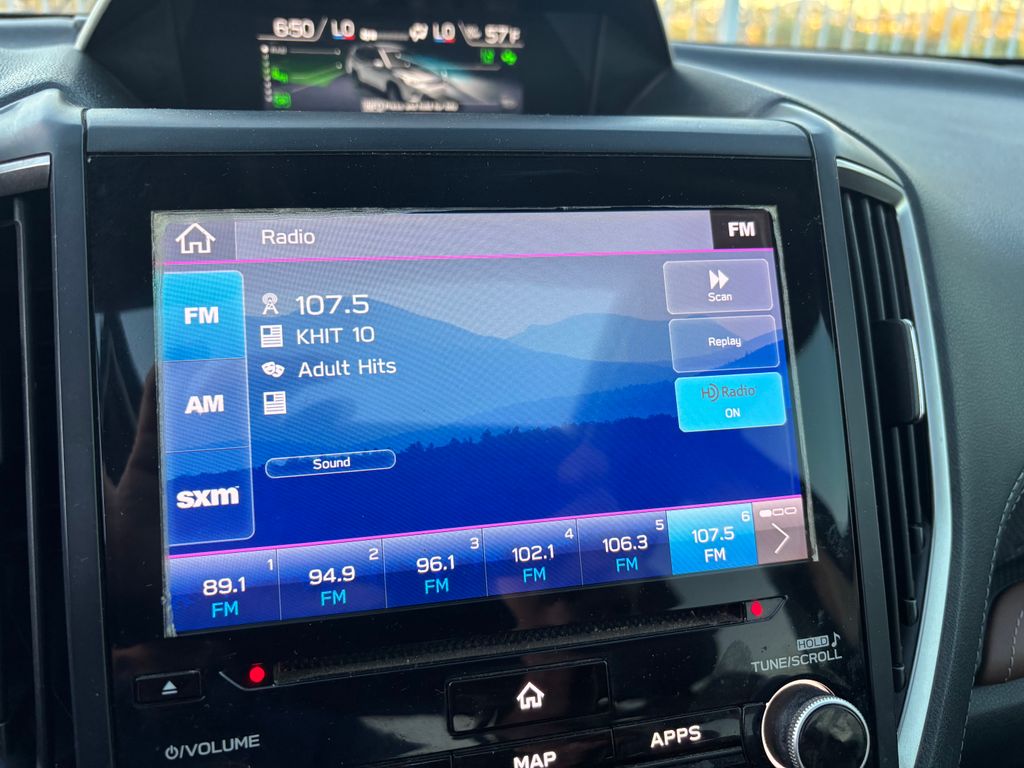 6:50 LO LO 57F
Radio FM
FM
107.5
KHIT 10
Adult Hits
AM
sxm
Scan
Replay
HD Radio
ON
Sound
1 2 3 4 5 6
89.1 94.9 96.1 102.1 106.3 107.5
FM FM FM FM FM FM
HOLD
TUNE/SCROLL
/VOLUME
MAP
APPS